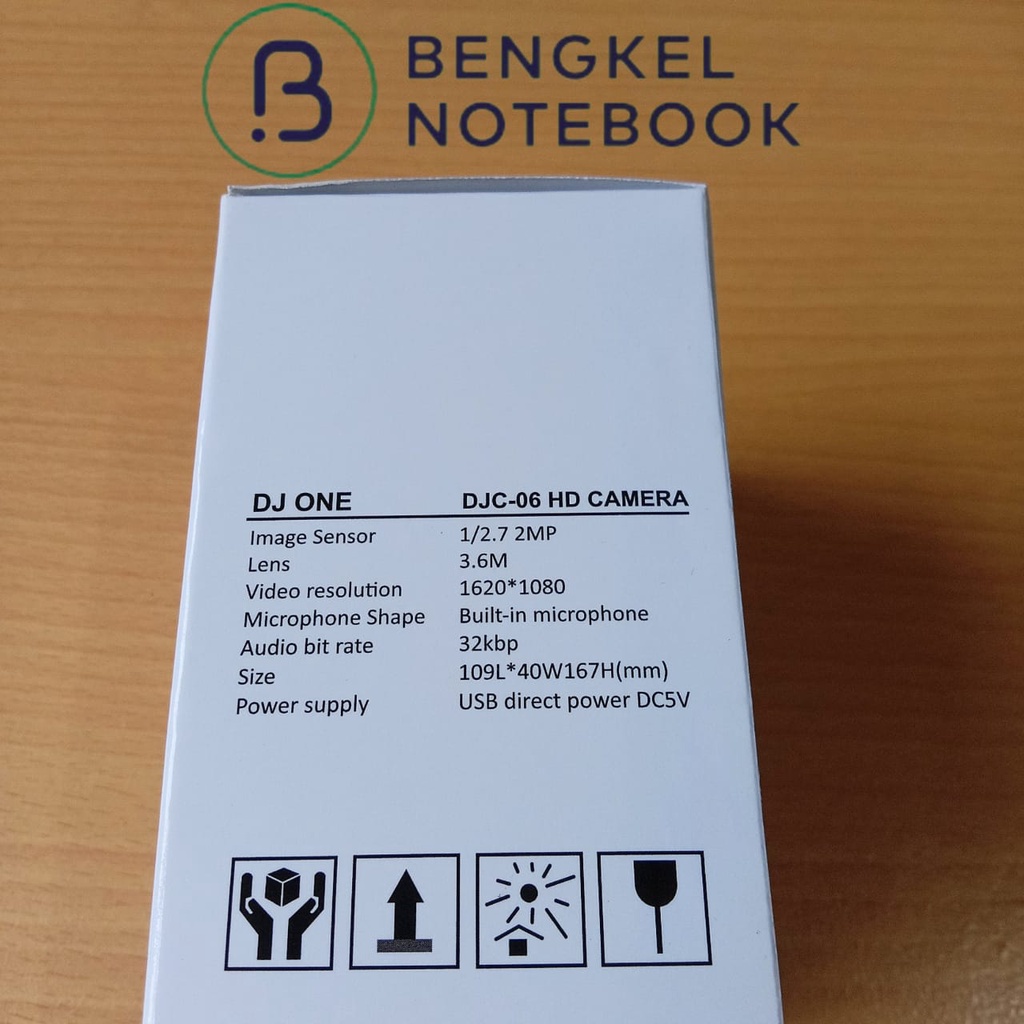 BENGKEL
NOTEBOOK
DJ ONE DJC-06 HD CAMERA
Image Sensor 1/2.7 2MP
Lens 3.6M
Video resolution 1620*1080
Microphone Shape Built-in microphone
Audio bit rate 32kbp
Size 109L*40W167H(mm)
Power supply USB direct power DC5V